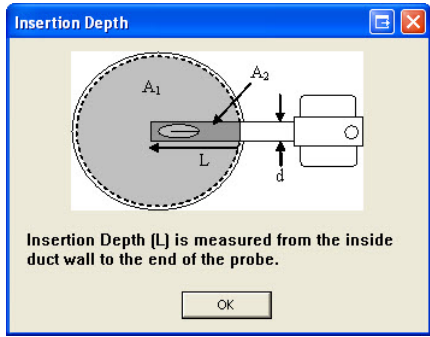 Insertion Depth
A1
A2
L
d
Insertion Depth (L) is measured from the inside
duct wall to the end of the probe.
OK